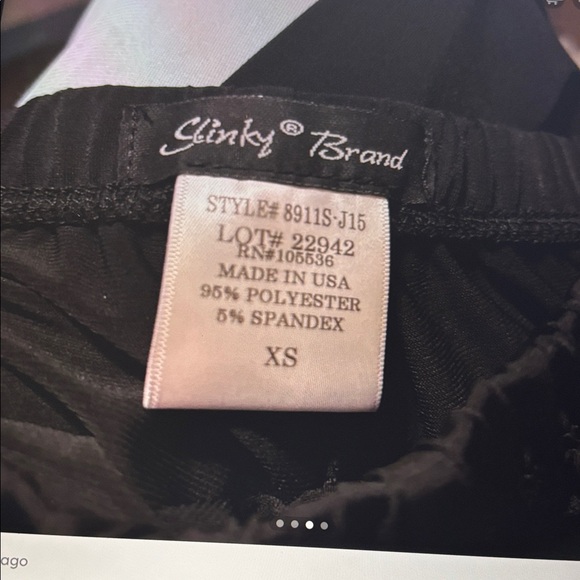 Slinky® Brand
STYLE# 8911S-J15
LOT# 22942
RN#105536
MADE IN USA
95% POLYESTER
5% SPANDEX
XS
ago